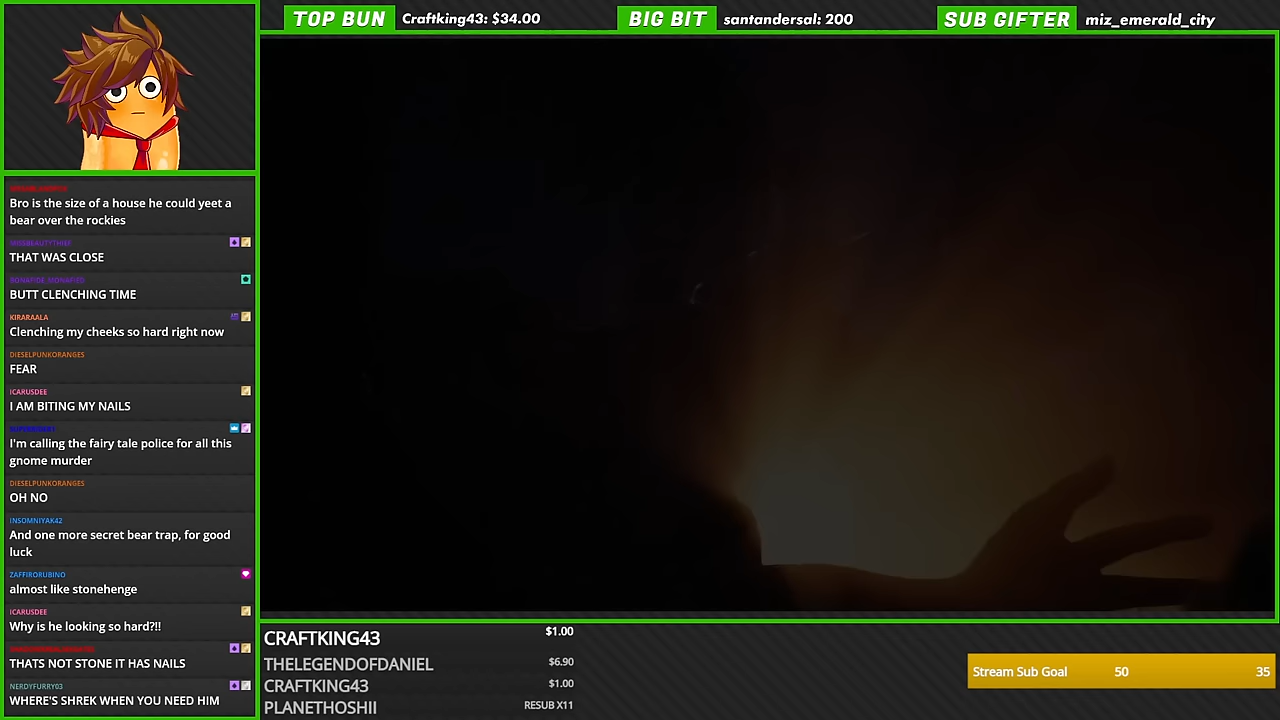 TOP BUN Craftking43: $34.00 BIG BIT santandersal: 200 SUB GIFTER miz_emerald_city
Bro is the size of a house he could yeet a
bear over the rockies
MISSBEAUTYTHIEF
THAT WAS CLOSE
BUTT CLENCHING TIME
KIRARAALA
Clenching my cheeks so hard right now
DIESELPUNKORANGES
FEAR
ICARUSDEE
I AM BITING MY NAILS
I'm calling the fairy tale police for all this
gnome murder
DIESELPUNKORANGES
OH NO
INSOMNIYAK42
And one more secret bear trap, for good
luck
ZAFFIRORUBINO
almost like stonehenge
ICARUSDEE
Why is he looking so hard?!!
THATS NOT STONE IT HAS NAILS
NERDYFURRY03
WHERE'S SHREK WHEN YOU NEED HIM
CRAFTKING43 $1.00
THELEGENDOFDANIEL $6.90
CRAFTKING43 $1.00
PLANETHOSHII RESUB X11
Stream Sub Goal 50 35